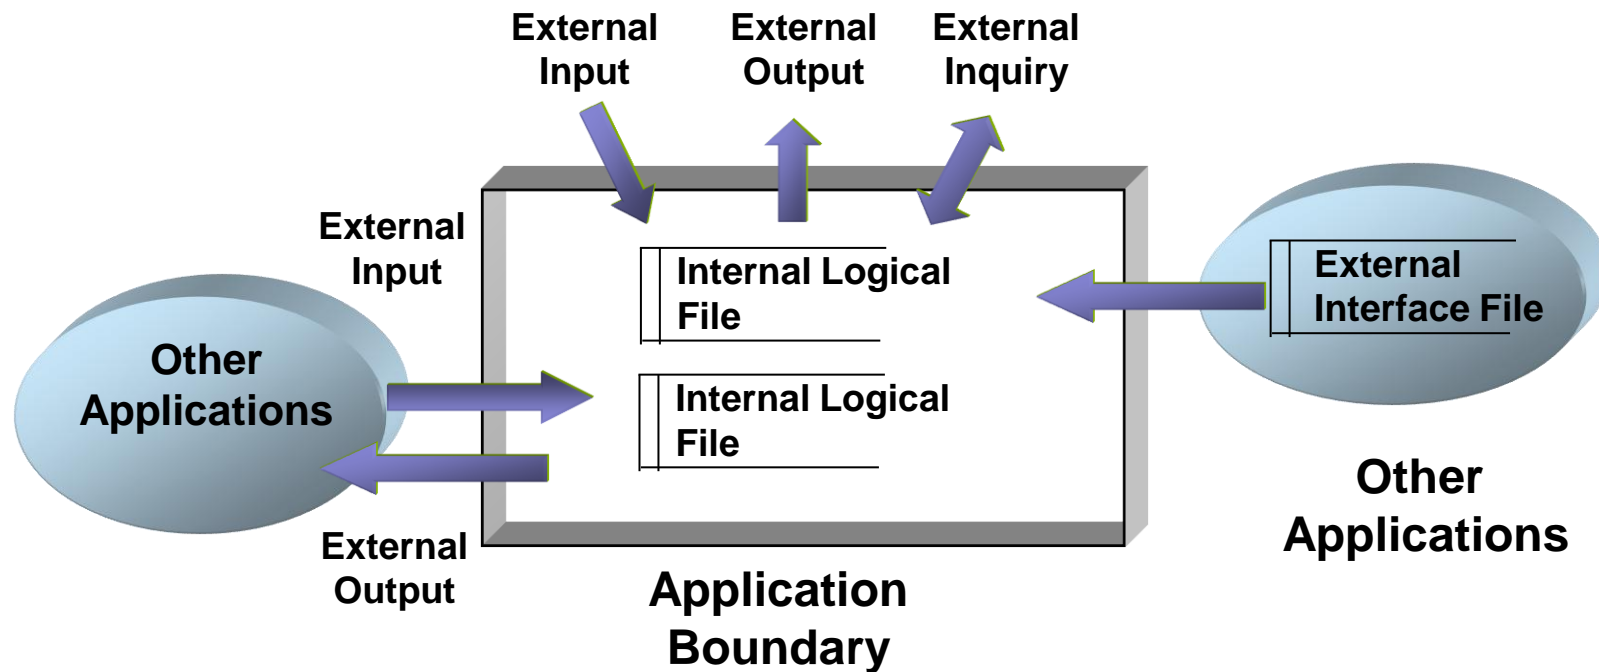 External
Input
External
Output
External
Inquiry
External
Input
Other
Applications
External
Output
Internal Logical
File
Internal Logical
File
Application
Boundary
External
Interface File
Other
Applications